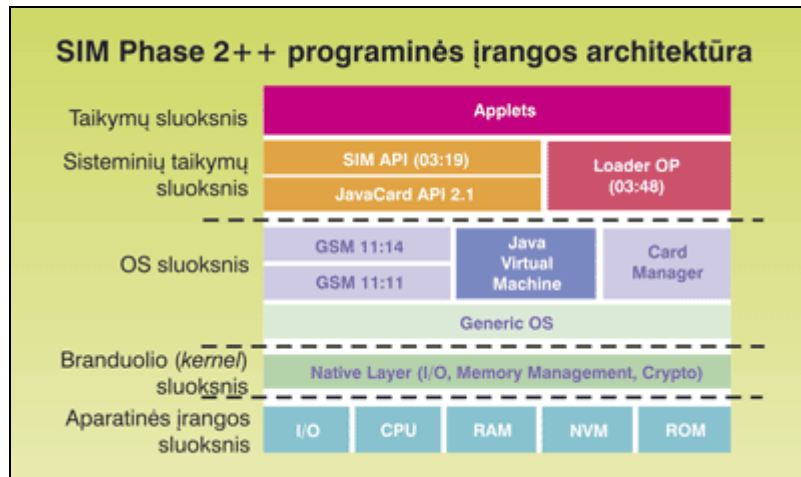 SIM Phase 2++ programinės įrangos architektūra
Taikymų sluoksnis
Applets
Sisteminių taikymų
sluoksnis
SIM API (03:19)
JavaCard API 2.1
Loader OP
(03:48)
OS sluoksnis
GSM 11:14
GSM 11:11
Java
Virtual
Machine
Card
Manager
Generic OS
Branduolio (kernel)
sluoksnis
Native Layer (I/O, Memory Management, Crypto)
Aparatinės įrangos
sluoksnis
I/O
CPU
RAM
NVM
ROM